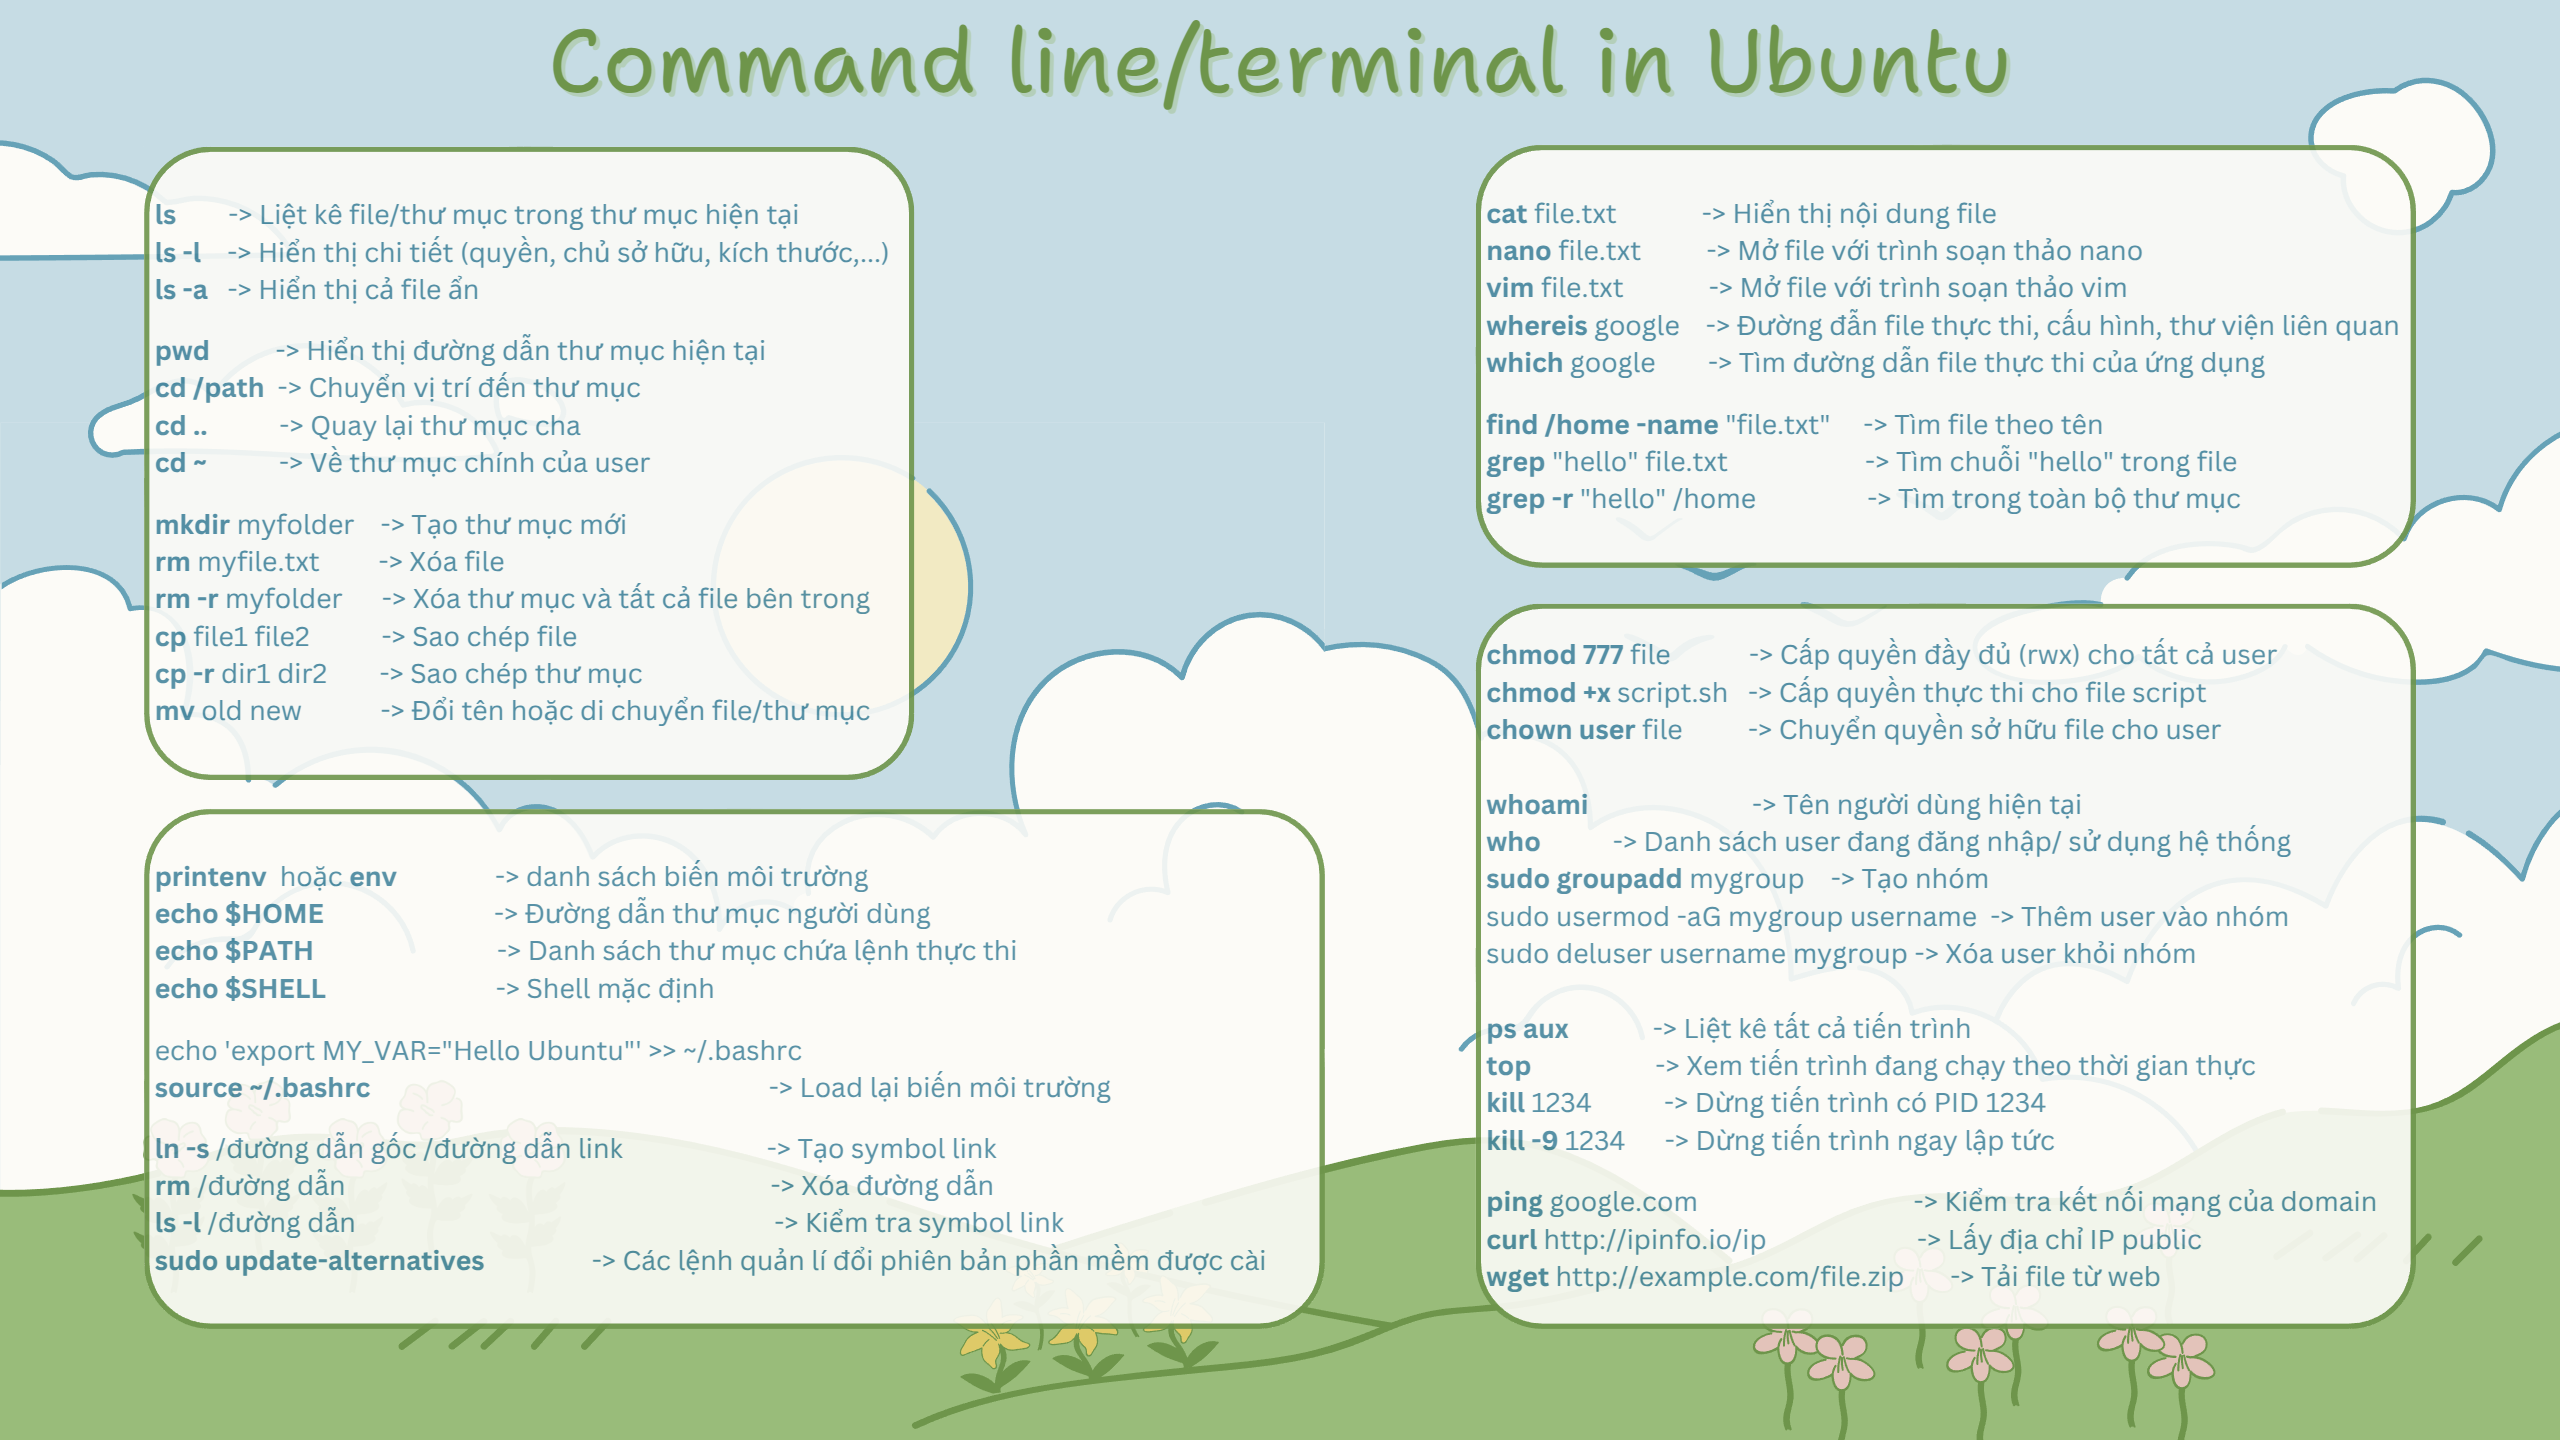 Command line/terminal in Ubuntu
ls -> Liệt kê file/thư mục trong thư mục hiện tại
ls -l -> Hiển thị chi tiết (quyền, chủ sở hữu, kích thước,...)
ls -a -> Hiển thị cả file ẩn
pwd -> Hiển thị đường dẫn thư mục hiện tại
cd /path -> Chuyển vị trí đến thư mục
cd .. -> Quay lại thư mục cha
cd ~ -> Về thư mục chính của user
mkdir myfolder -> Tạo thư mục mới
rm myfile.txt -> Xóa file
rm -r myfolder -> Xóa thư mục và tất cả file bên trong
cp file1 file2 -> Sao chép file
cp -r dir1 dir2 -> Sao chép thư mục
mv old new -> Đổi tên hoặc di chuyển file/thư mục
printenv hoặc env -> danh sách biến môi trường
echo $HOME -> Đường dẫn thư mục người dùng
echo $PATH -> Danh sách thư mục chứa lệnh thực thi
echo $SHELL -> Shell mặc định
echo 'export MY_VAR="Hello Ubuntu"' >> ~/.bashrc
source ~/.bashrc -> Load lại biến môi trường
ln -s /đường dẫn gốc /đường dẫn link -> Tạo symbol link
rm /đường dẫn -> Xóa đường dẫn
ls -l /đường dẫn -> Kiểm tra symbol link
sudo update-alternatives -> Các lệnh quản lí đổi phiên bản phần mềm được cài
cat file.txt -> Hiển thị nội dung file
nano file.txt -> Mở file với trình soạn thảo nano
vim file.txt -> Mở file với trình soạn thảo vim
whereis google -> Đường dẫn file thực thi, cấu hình, thư viện liên quan
which google -> Tìm đường dẫn file thực thi của ứng dụng
find /home -name "file.txt" -> Tìm file theo tên
grep "hello" file.txt -> Tìm chuỗi "hello" trong file
grep -r "hello" /home -> Tìm trong toàn bộ thư mục
chmod 777 file -> Cấp quyền đầy đủ (rwx) cho tất cả user
chmod +x script.sh -> Cấp quyền thực thi cho file script
chown user file -> Chuyển quyền sở hữu file cho user
whoami -> Tên người dùng hiện tại
who -> Danh sách user đang đăng nhập/ sử dụng hệ thống
sudo groupadd mygroup -> Tạo nhóm
sudo usermod -aG mygroup username -> Thêm user vào nhóm
sudo deluser username mygroup -> Xóa user khỏi nhóm
ps aux -> Liệt kê tất cả tiến trình
top -> Xem tiến trình đang chạy theo thời gian thực
kill 1234 -> Dừng tiến trình có PID 1234
kill -9 1234 -> Dừng tiến trình ngay lập tức
ping google.com -> Kiểm tra kết nối mạng của domain
curl http://ipinfo.io/ip -> Lấy địa chỉ IP public
wget http://example.com/file.zip -> Tải file từ web